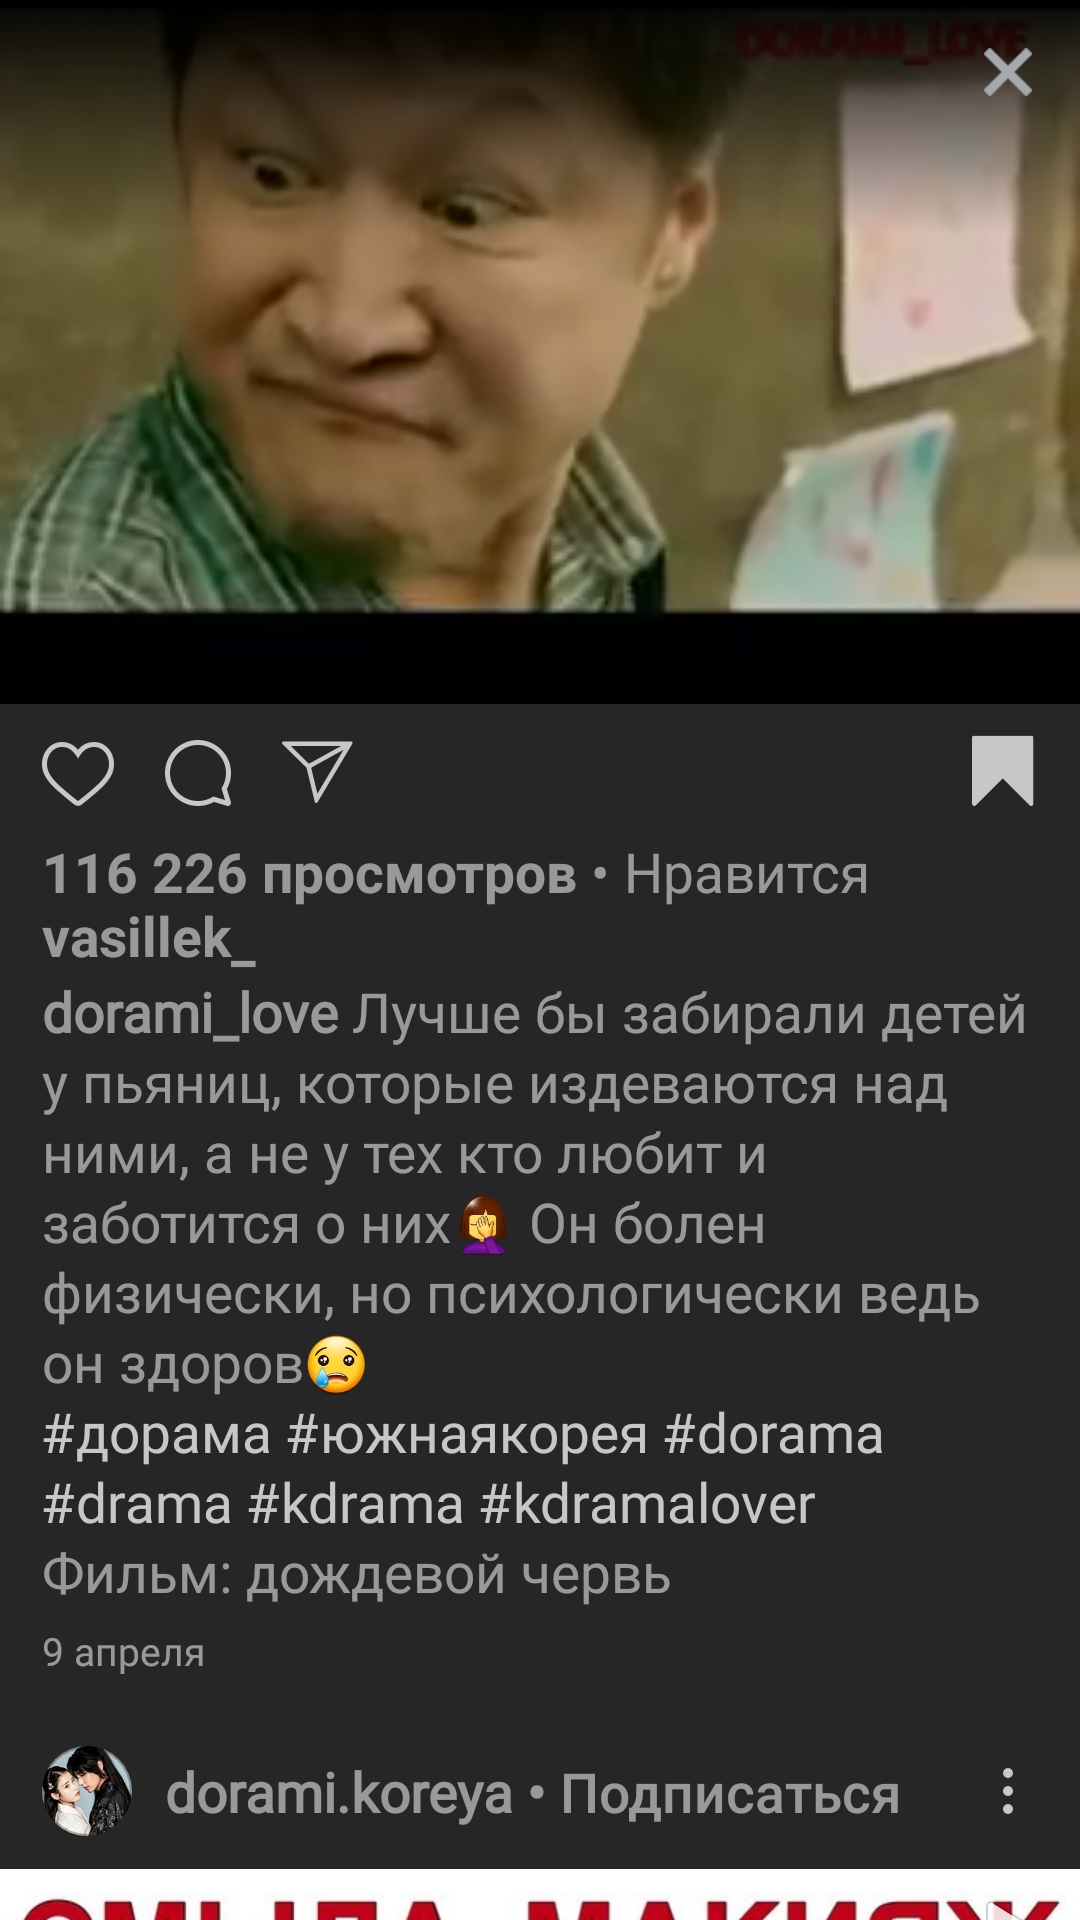 DORAMI_LOVE
116 226 просмотров • Нравится
vasillek_
dorami_love Лучше бы забирали детей
у пьяниц, которые издеваются над
ними, а не у тех кто любит и
заботится о них🤦‍♀️ Он болен
физически, но психологически ведь
он здоров😢
#дорама #южнаякорея #dorama
#drama #kdrama #kdramalover
Фильм: дождевой червь
9 апреля
dorami.koreya • Подписаться
СМЫЛА МАКИЯЖ